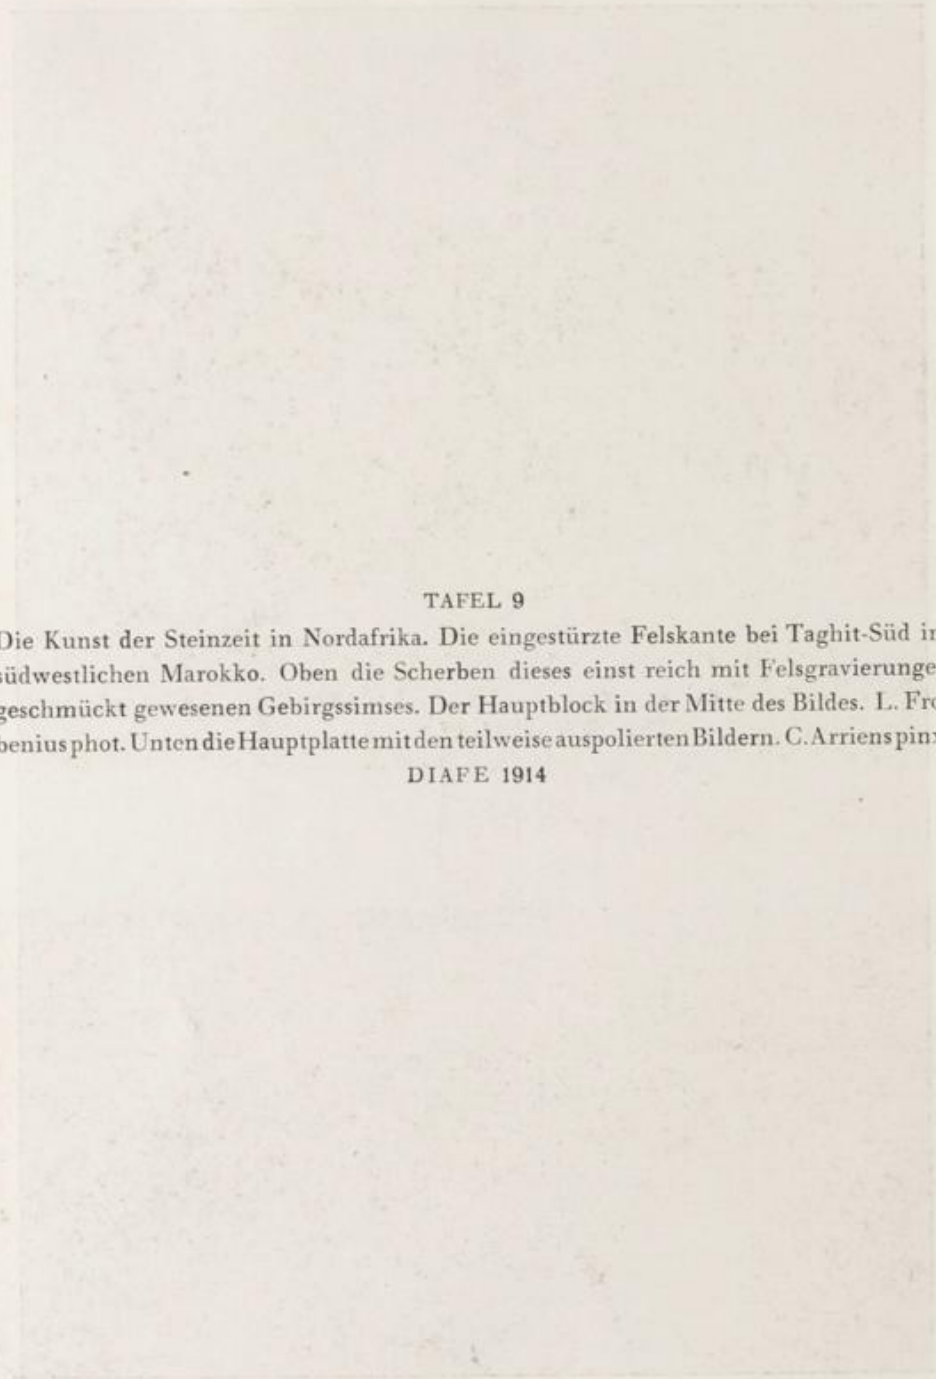 TAFEL 9
Die Kunst der Steinzeit in Nordafrika. Die eingestürzte Felskante bei Taghit-Süd
südwestlichen Marokko. Oben die Scherben dieses einst reich mit Felsgravierunge
geschmückt gewesenen Gebirgssimses. Der Hauptblock in der Mitte des Bildes. L. Fro
benius phot. Unten die Hauptplatte mit den teilweise auspolierten Bildern. C. Arriens pin
DIAFE 1914